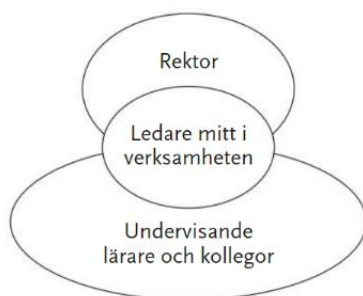 Rektor
Ledare mitt i
verksamheten
Undervisande
lärare och kollegor